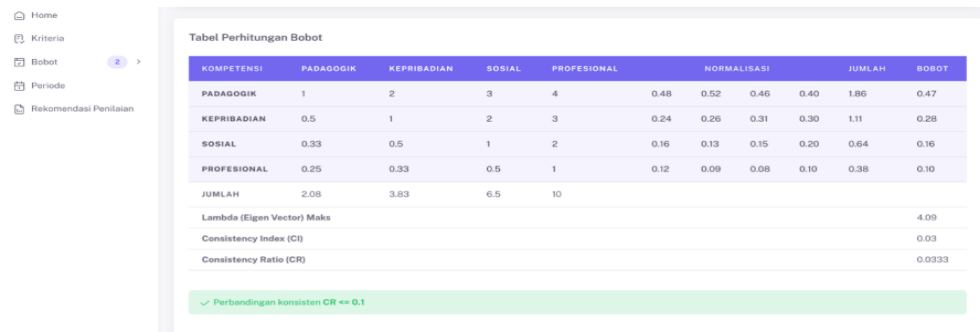 Home
Kriteria
Bobot 2 >
Periode
Rekomendasi Penilaian
Tabel Perhitungan Bobot
KOMPETENSI PADAGOGIK KEPRIBADIAN SOSIAL PROFESIONAL NORMALISASI JUMLAH BOBOT
PADAGOGIK 1 2 3 4 0.48 0.52 0.46 0.40 1.86 0.47
KEPRIBADIAN 0.5 1 2 3 0.24 0.26 0.31 0.30 1.11 0.28
SOSIAL 0.33 0.5 1 2 0.16 0.13 0.15 0.20 0.64 0.16
PROFESIONAL 0.25 0.33 0.5 1 0.12 0.09 0.08 0.10 0.38 0.10
JUMLAH 2.08 3.83 6.5 10
Lambda (Eigen Vector) Maks 4.09
Consistency Index (CI) 0.03
Consistency Ratio (CR) 0.0333
✓ Perbandingan konsisten CR <= 0.1